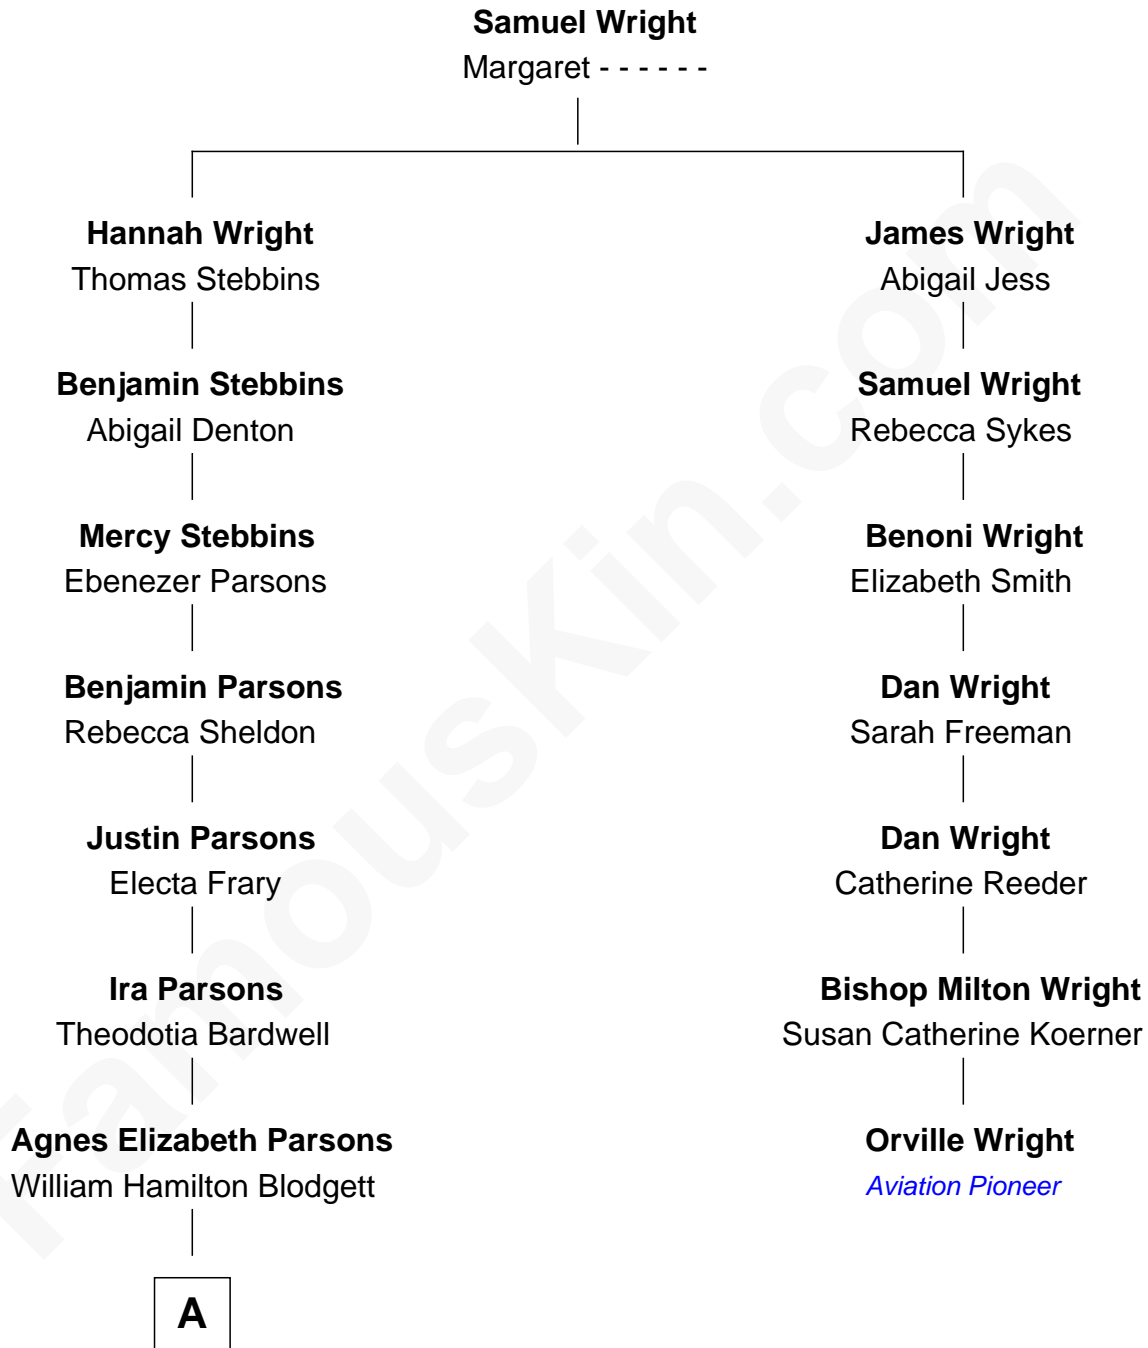 Samuel Wright
Margaret - - - - - -
Hannah Wright
Thomas Stebbins
James Wright
Abigail Jess
Benjamin Stebbins
Abigail Denton
Samuel Wright
Rebecca Sykes
Mercy Stebbins
Ebenezer Parsons
Benoni Wright
Elizabeth Smith
Benjamin Parsons
Rebecca Sheldon
Dan Wright
Sarah Freeman
Justin Parsons
Electa Frary
Dan Wright
Catherine Reeder
Ira Parsons
Theodotia Bardwell
Bishop Milton Wright
Susan Catherine Koerner
Agnes Elizabeth Parsons
William Hamilton Blodgett
Orville Wright
Aviation Pioneer
A
FamousKin.com